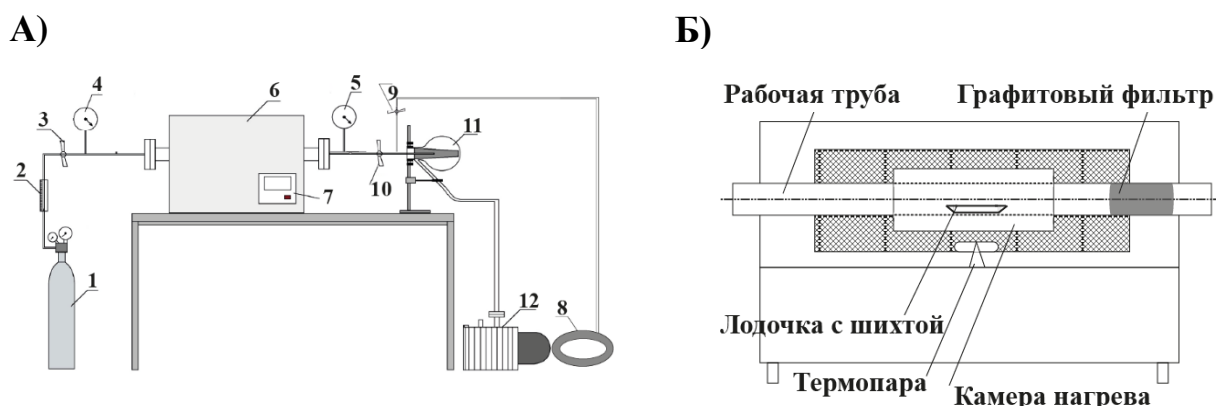 А)
4
3
2
1
6
7
5
9
10
11
12
8
Б)
Рабочая труба
Графитовый фильтр
Лодочка с шихтой
Термопара
Камера нагрева